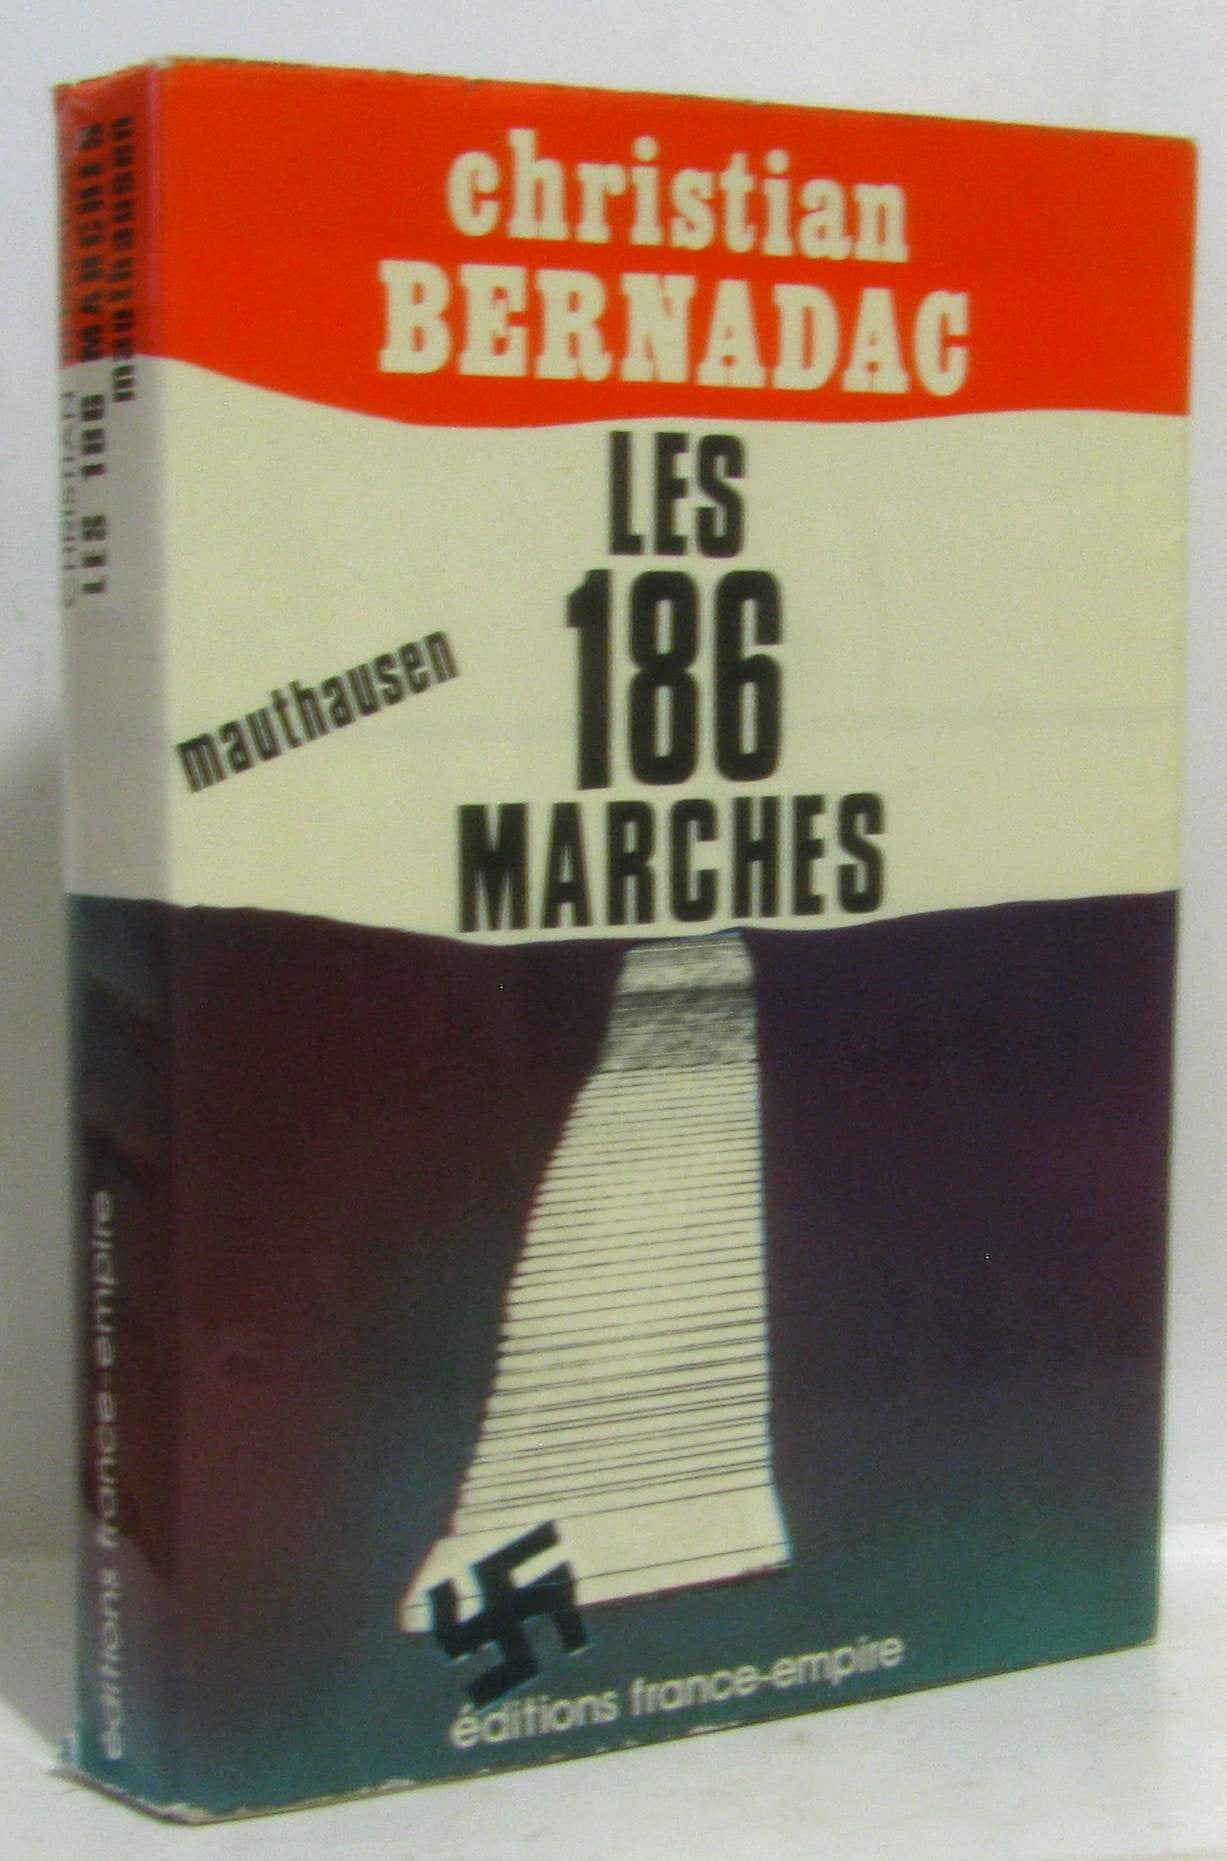 christian
BERNADAC
LES
186
MARCHES
mauthausen
éditions france-empire
CHRISTIAN
LES 186 MARCHES
mauthausen
éditions france-empire